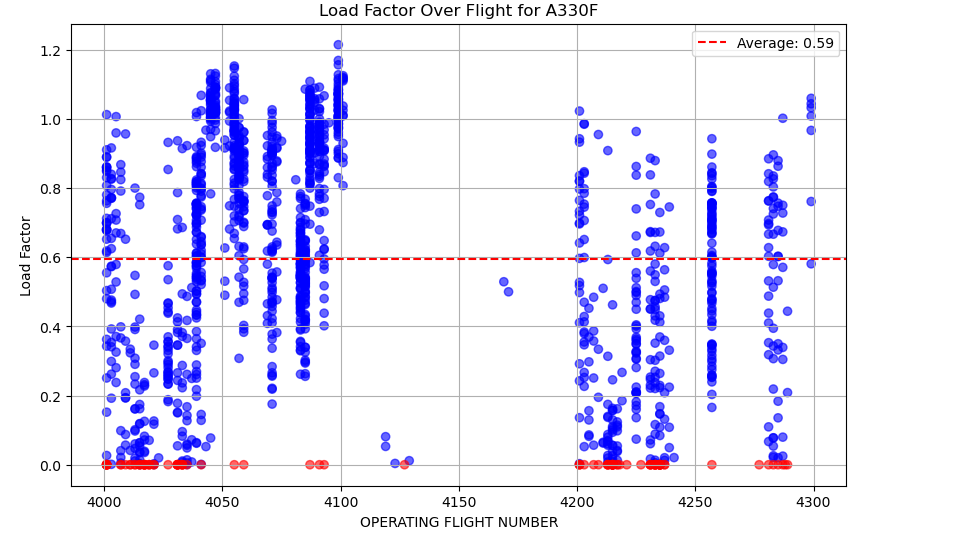 Load Factor Over Flight for A330F
Average: 0.59
Load Factor
1.2
1.0
0.8
0.6
0.4
0.2
0.0
4000 4050 4100 4150 4200 4250 4300
OPERATING FLIGHT NUMBER